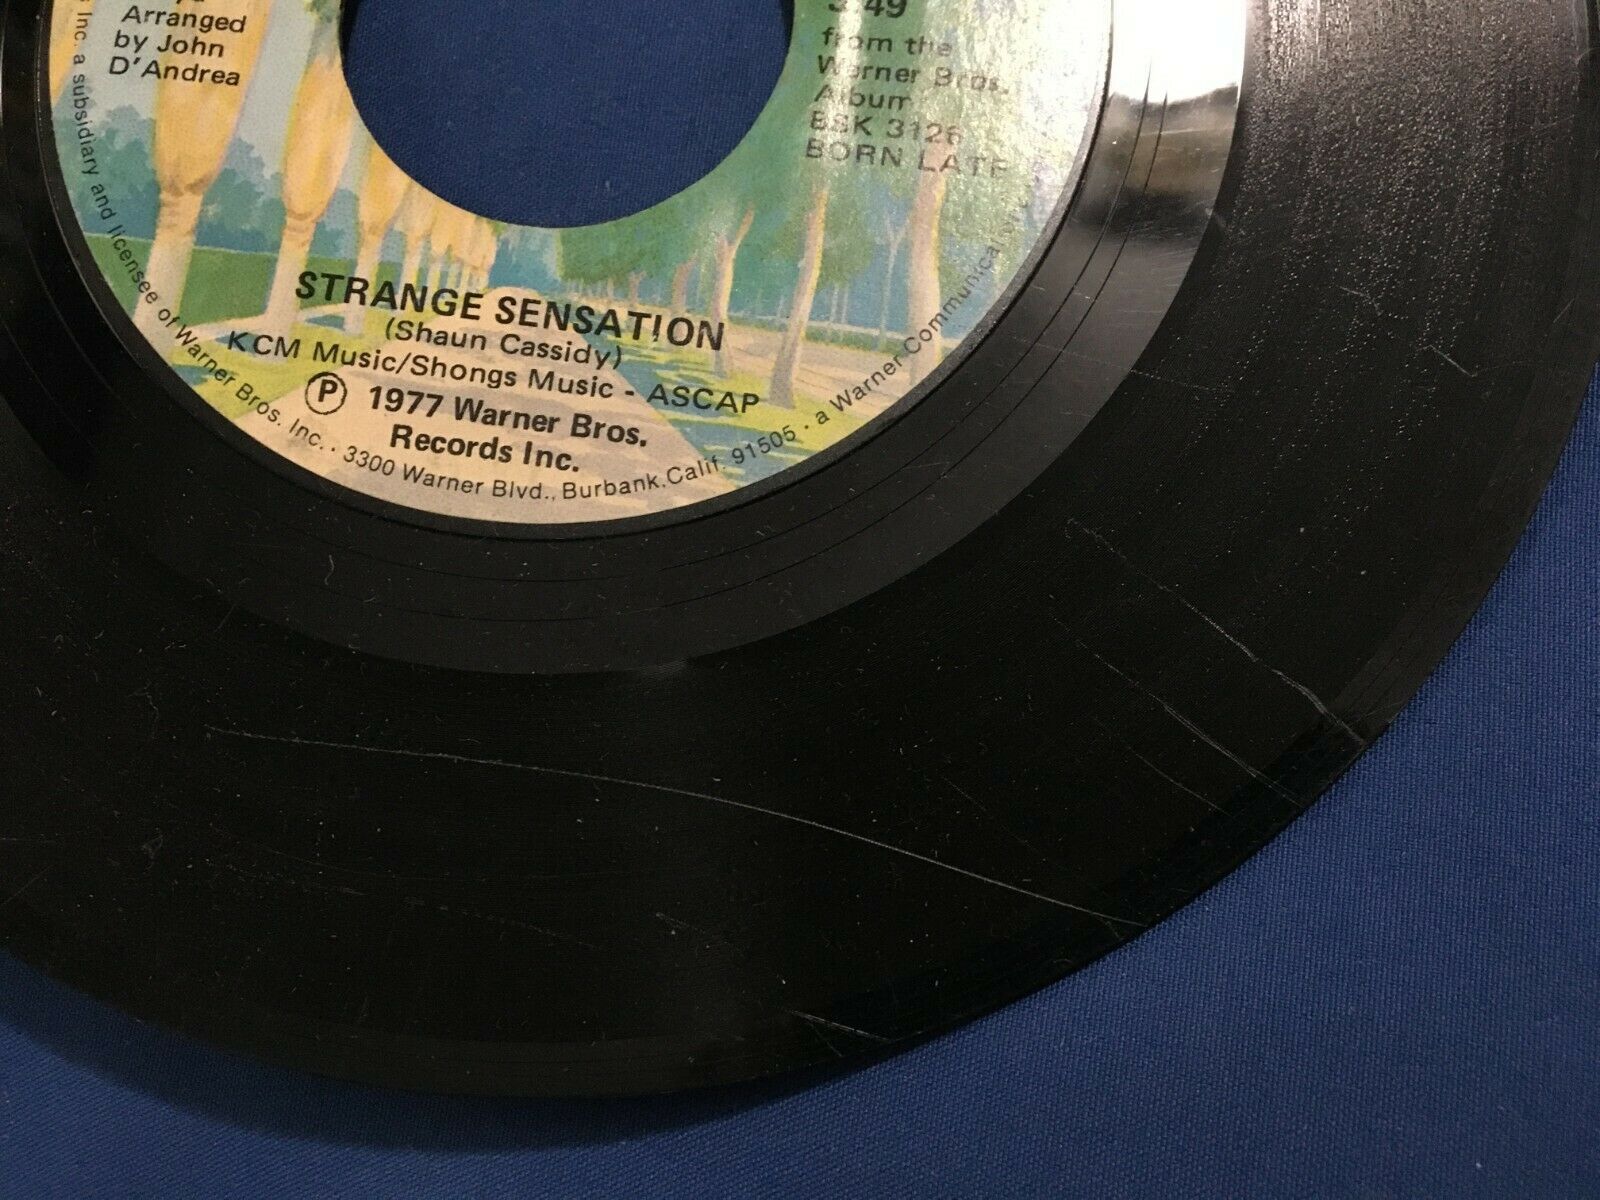 Arranged
by John
D'Andrea
3:49
from the
Warner Bros.
Album
BSK 3126
BORN LATE
STRANGE SENSATION
(Shaun Cassidy)
KCM Music/Shongs Music - ASCAP
Ⓟ 1977 Warner Bros.
Records Inc.
Inc. a subsidiary and licensee of Warner Bros. Inc. · 3300 Warner Blvd., Burbank, Calif. 91505 · a Warner Communications